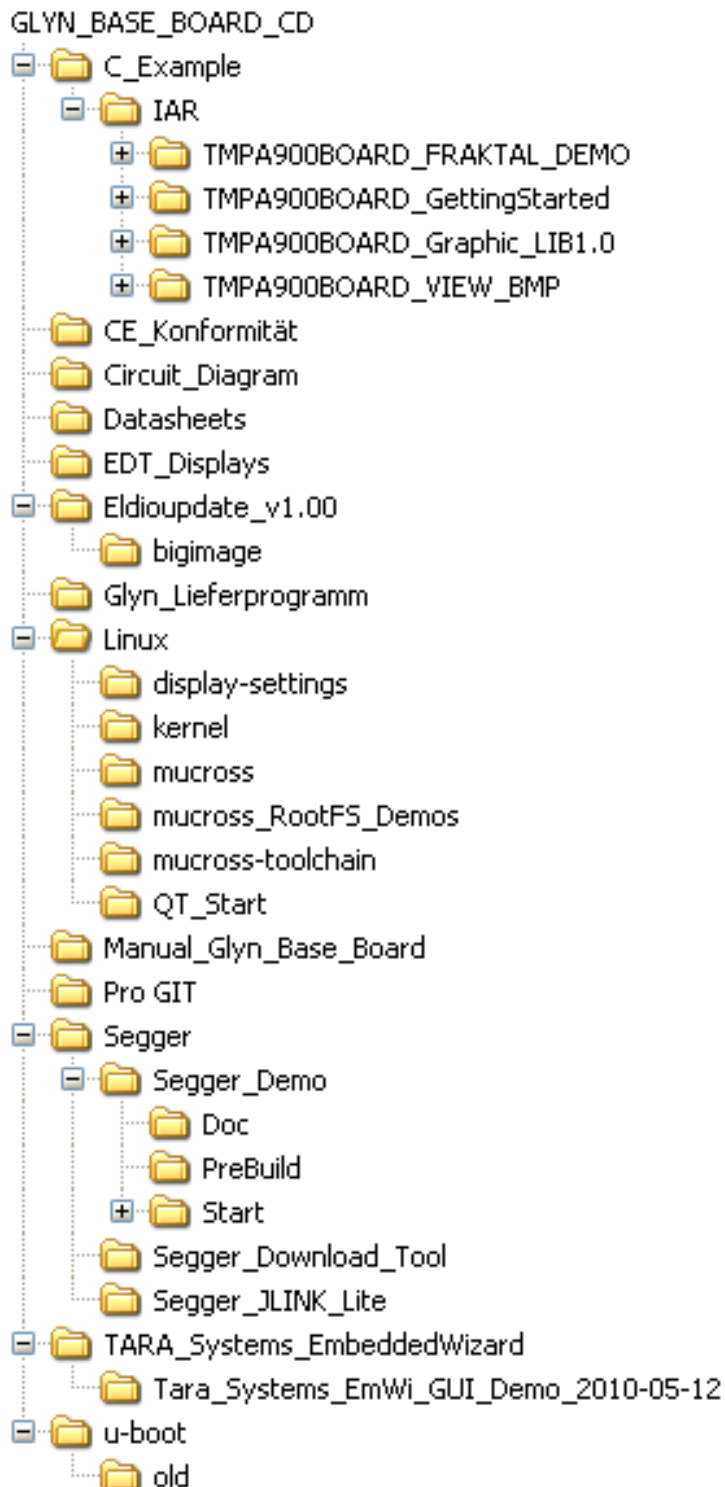 GLYN_BASE_BOARD_CD
C_Example
IAR
TMPA900BOARD_FRAKTAL_DEMO
TMPA900BOARD_GettingStarted
TMPA900BOARD_Graphic_LIB1.0
TMPA900BOARD_VIEW_BMP
CE_Konformität
Circuit_Diagram
Datasheets
EDT_Displays
Eldioupdate_v1.00
bigimage
Glyn_Lieferprogramm
Linux
display-settings
kernel
mucross
mucross_RootFS_Demos
mucross-toolchain
QT_Start
Manual_Glyn_Base_Board
Pro GIT
Segger
Segger_Demo
Doc
PreBuild
Start
Segger_Download_Tool
Segger_JLINK_Lite
TARA_Systems_EmbeddedWizard
Tara_Systems_EmWi_GUI_Demo_2010-05-12
u-boot
old